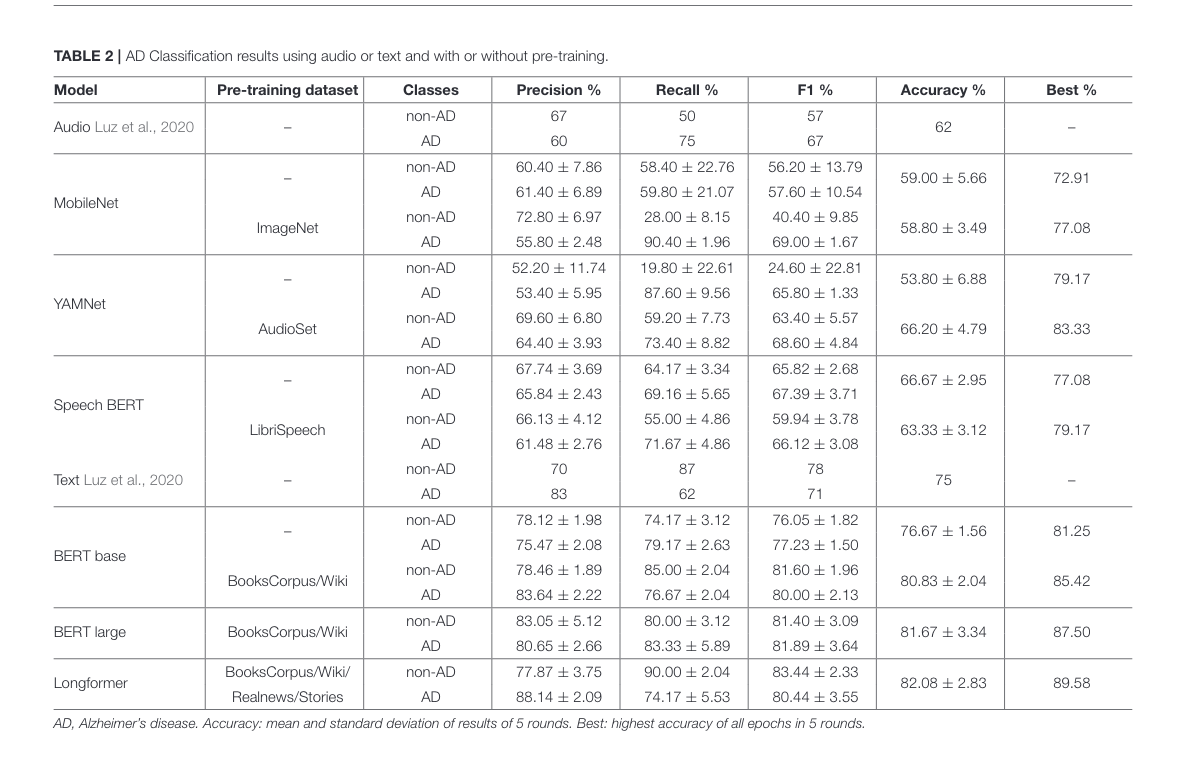 TABLE 2 | AD Classification results using audio or text and with or without pre-training.
Model Pre-training dataset Classes Precision % Recall % F1 % Accuracy % Best %
Audio Luz et al., 2020 – non-AD 67 50 57 62 –
AD 60 75 67
MobileNet – non-AD 60.40 ± 7.86 58.40 ± 22.76 56.20 ± 13.79 59.00 ± 5.66 72.91
AD 61.40 ± 6.89 59.80 ± 21.07 57.60 ± 10.54
ImageNet non-AD 72.80 ± 6.97 28.00 ± 8.15 40.40 ± 9.85 58.80 ± 3.49 77.08
AD 55.80 ± 2.48 90.40 ± 1.96 69.00 ± 1.67
YAMNet – non-AD 52.20 ± 11.74 19.80 ± 22.61 24.60 ± 22.81 53.80 ± 6.88 79.17
AD 53.40 ± 5.95 87.60 ± 9.56 65.80 ± 1.33
AudioSet non-AD 69.60 ± 6.80 59.20 ± 7.73 63.40 ± 5.57 66.20 ± 4.79 83.33
AD 64.40 ± 3.93 73.40 ± 8.82 68.60 ± 4.84
Speech BERT – non-AD 67.74 ± 3.69 64.17 ± 3.34 65.82 ± 2.68 66.67 ± 2.95 77.08
AD 65.84 ± 2.43 69.16 ± 5.65 67.39 ± 3.71
LibriSpeech non-AD 66.13 ± 4.12 55.00 ± 4.86 59.94 ± 3.78 63.33 ± 3.12 79.17
AD 61.48 ± 2.76 71.67 ± 4.86 66.12 ± 3.08
Text Luz et al., 2020 – non-AD 70 87 78 75 –
AD 83 62 71
BERT base – non-AD 78.12 ± 1.98 74.17 ± 3.12 76.05 ± 1.82 76.67 ± 1.56 81.25
AD 75.47 ± 2.08 79.17 ± 2.63 77.23 ± 1.50
BooksCorpus/Wiki non-AD 78.46 ± 1.89 85.00 ± 2.04 81.60 ± 1.96 80.83 ± 2.04 85.42
AD 83.64 ± 2.22 76.67 ± 2.04 80.00 ± 2.13
BERT large BooksCorpus/Wiki non-AD 83.05 ± 5.12 80.00 ± 3.12 81.40 ± 3.09 81.67 ± 3.34 87.50
AD 80.65 ± 2.66 83.33 ± 5.89 81.89 ± 3.64
Longformer BooksCorpus/Wiki/ non-AD 77.87 ± 3.75 90.00 ± 2.04 83.44 ± 2.33 82.08 ± 2.83 89.58
Realnews/Stories AD 88.14 ± 2.09 74.17 ± 5.53 80.44 ± 3.55
AD, Alzheimer's disease. Accuracy: mean and standard deviation of results of 5 rounds. Best: highest accuracy of all epochs in 5 rounds.